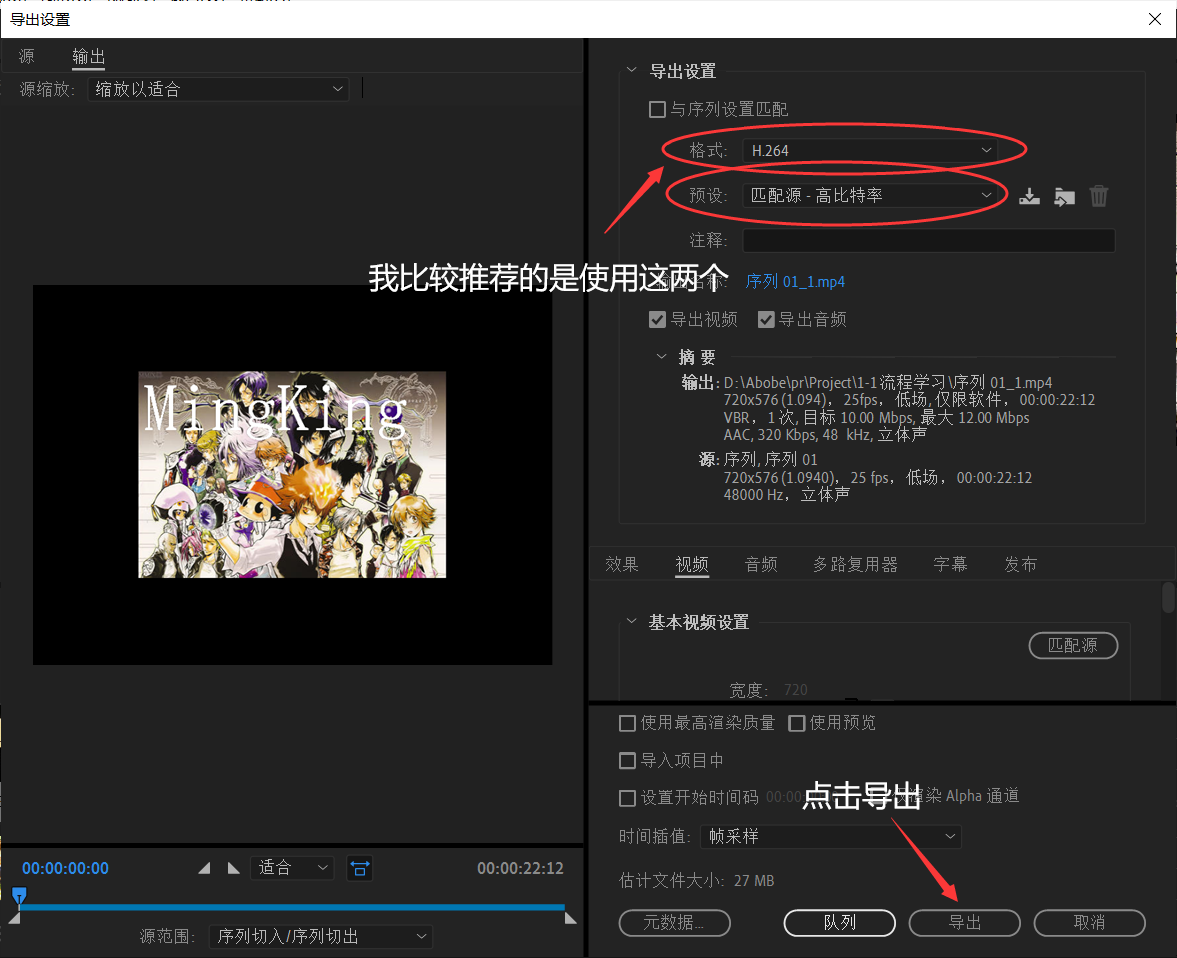 导出设置
源 输出
源缩放: 缩放以适合
MingKing
00:00:00:00 适合 00:00:22:12
源范围: 序列切入/序列切出
导出设置
与序列设置匹配
格式: H.264
预设: 匹配源 - 高比特率
注释:
我比较推荐的是使用这两个
输出名称: 序列 01_1.mp4
导出视频 导出音频
摘要
输出: D:\Abobe\pr\Project\1-1流程学习\序列 01_1.mp4
720x576 (1.094), 25fps, 低场, 仅限软件, 00:00:22:12
VBR, 1 次, 目标 10.00 Mbps, 最大 12.00 Mbps
AAC, 320 Kbps, 48 kHz, 立体声
源: 序列, 序列 01
720x576 (1.0940), 25 fps, 低场, 00:00:22:12
48000 Hz, 立体声
效果 视频 音频 多路复用器 字幕 发布
基本视频设置
匹配源
宽度: 720
使用最高渲染质量 使用预览
导入项目中
设置开始时间码 00:00: 渲染 Alpha 通道
点击导出
时间插值: 帧采样
估计文件大小: 27 MB
元数据... 队列 导出 取消